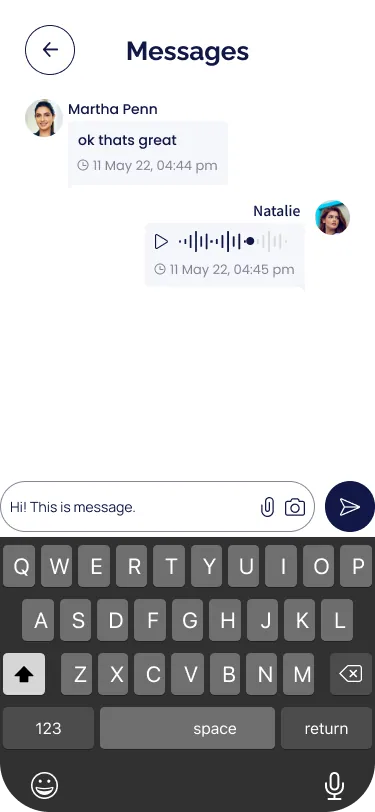 Messages
Martha Penn
ok thats great
11 May 22, 04:44 pm
Natalie
11 May 22, 04:45 pm
Hi! This is message.
Q W E R T Y U I O P
A S D F G H J K L
Z X C V B N M
123 space return